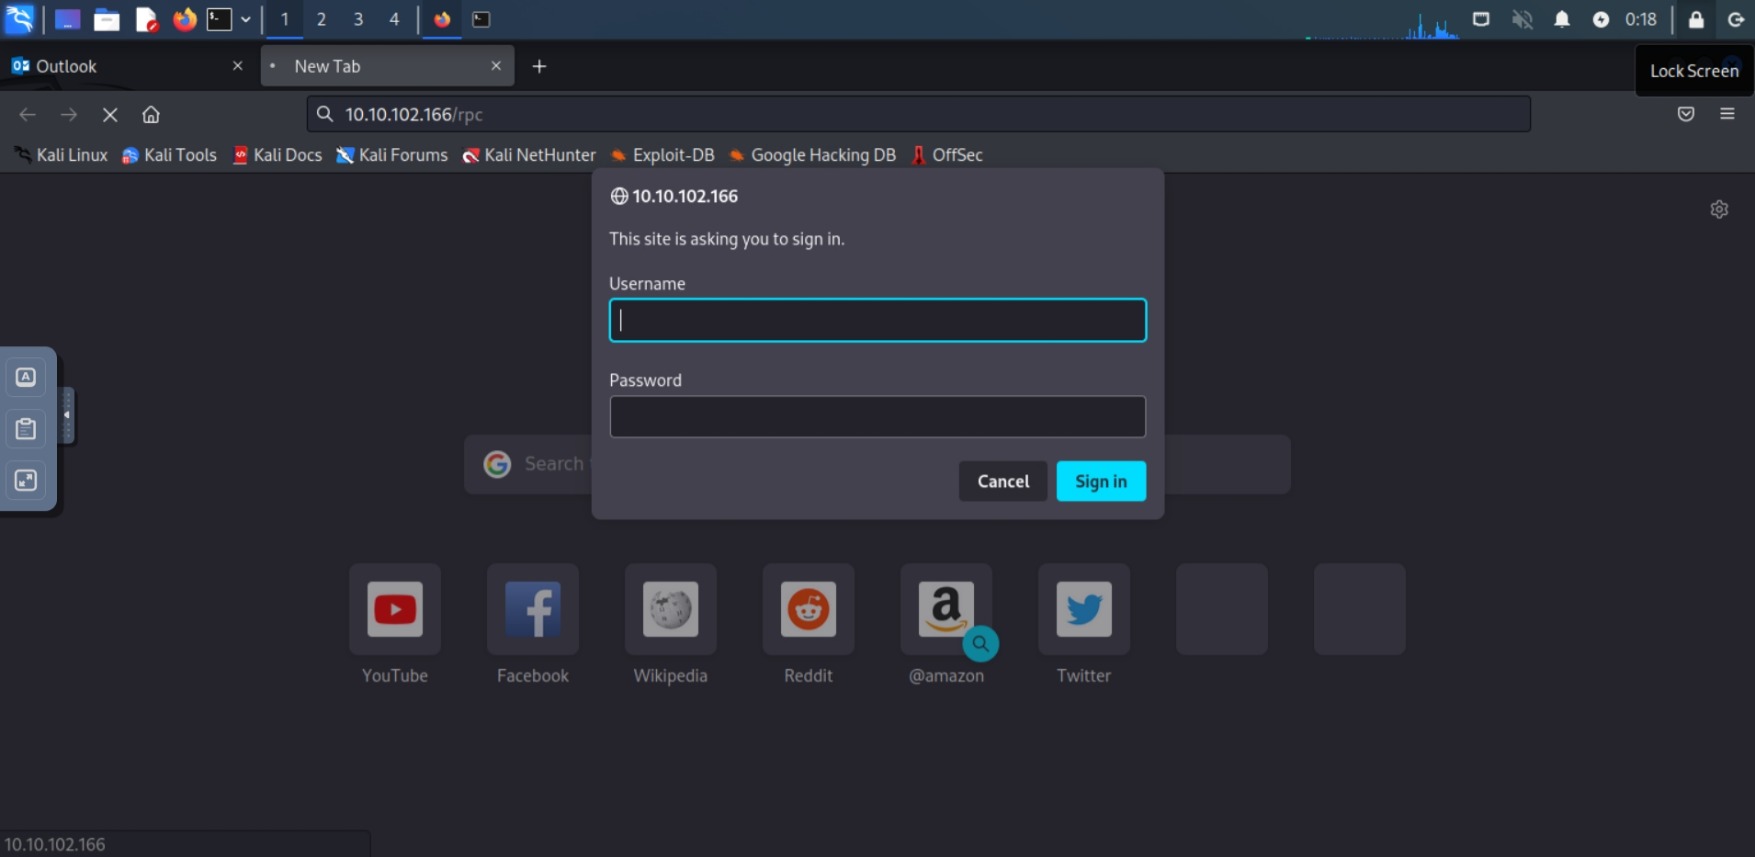 1 2 3 4 0:18
Outlook New Tab Lock Screen
10.10.102.166/rpc
Kali Linux Kali Tools Kali Docs Kali Forums Kali NetHunter Exploit-DB Google Hacking DB OffSec
10.10.102.166
This site is asking you to sign in.
Username
Password
Search
Cancel Sign in
YouTube Facebook Wikipedia Reddit @amazon Twitter
10.10.102.166